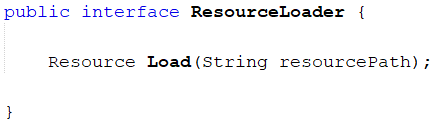 public interface ResourceLoader {
Resource Load(String resourcePath);
}